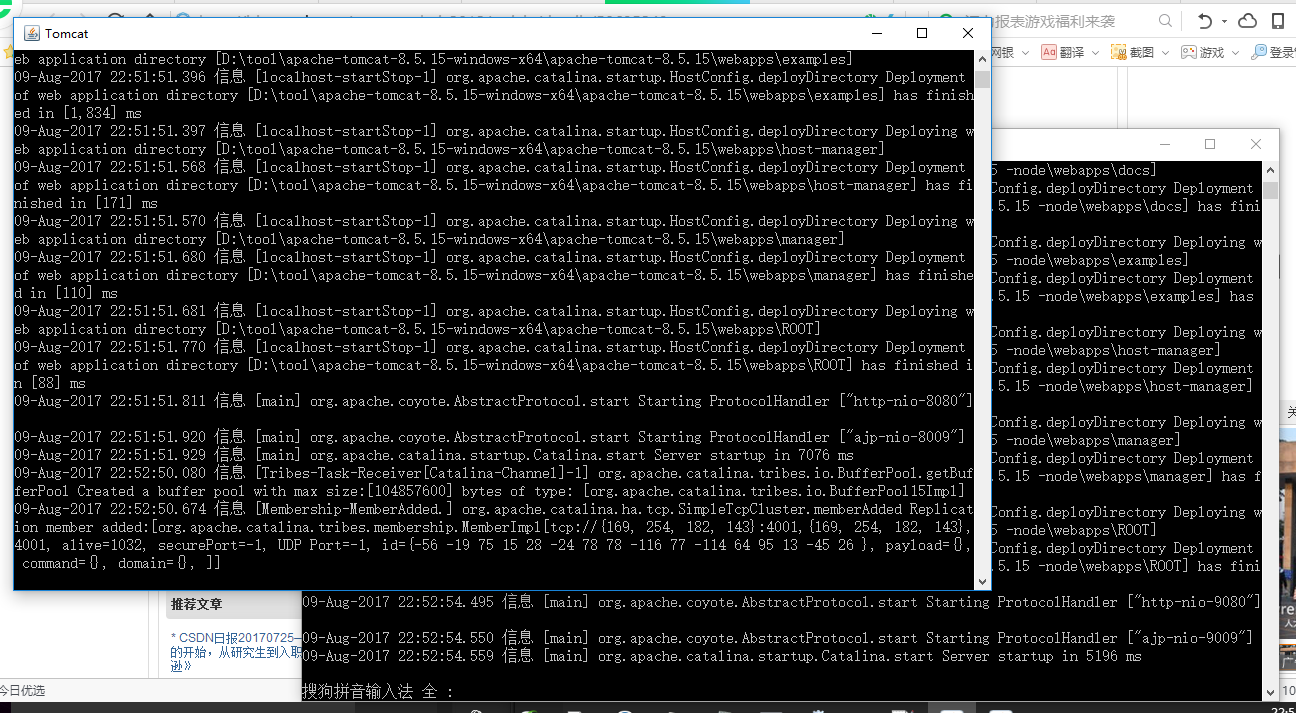 报表游戏福利来袭
网银
翻译
截图
游戏
登录
Tomcat
eb application directory [D:\tool\apache-tomcat-8.5.15-windows-x64\apache-tomcat-8.5.15\webapps\examples]
09-Aug-2017 22:51:51.396 信息 [localhost-startStop-1] org.apache.catalina.startup.HostConfig.deployDirectory Deployment
of web application directory [D:\tool\apache-tomcat-8.5.15-windows-x64\apache-tomcat-8.5.15\webapps\examples] has finish
ed in [1,834] ms
09-Aug-2017 22:51:51.397 信息 [localhost-startStop-1] org.apache.catalina.startup.HostConfig.deployDirectory Deploying w
eb application directory [D:\tool\apache-tomcat-8.5.15-windows-x64\apache-tomcat-8.5.15\webapps\host-manager]
09-Aug-2017 22:51:51.568 信息 [localhost-startStop-1] org.apache.catalina.startup.HostConfig.deployDirectory Deployment
of web application directory [D:\tool\apache-tomcat-8.5.15-windows-x64\apache-tomcat-8.5.15\webapps\host-manager] has fi
nished in [171] ms
09-Aug-2017 22:51:51.570 信息 [localhost-startStop-1] org.apache.catalina.startup.HostConfig.deployDirectory Deploying w
eb application directory [D:\tool\apache-tomcat-8.5.15-windows-x64\apache-tomcat-8.5.15\webapps\manager]
09-Aug-2017 22:51:51.680 信息 [localhost-startStop-1] org.apache.catalina.startup.HostConfig.deployDirectory Deployment
of web application directory [D:\tool\apache-tomcat-8.5.15-windows-x64\apache-tomcat-8.5.15\webapps\manager] has finishe
d in [110] ms
09-Aug-2017 22:51:51.681 信息 [localhost-startStop-1] org.apache.catalina.startup.HostConfig.deployDirectory Deploying w
eb application directory [D:\tool\apache-tomcat-8.5.15-windows-x64\apache-tomcat-8.5.15\webapps\ROOT]
09-Aug-2017 22:51:51.770 信息 [localhost-startStop-1] org.apache.catalina.startup.HostConfig.deployDirectory Deployment
of web application directory [D:\tool\apache-tomcat-8.5.15-windows-x64\apache-tomcat-8.5.15\webapps\ROOT] has finished i
n [88] ms
09-Aug-2017 22:51:51.811 信息 [main] org.apache.coyote.AbstractProtocol.start Starting ProtocolHandler ["http-nio-8080"]
09-Aug-2017 22:51:51.920 信息 [main] org.apache.coyote.AbstractProtocol.start Starting ProtocolHandler ["ajp-nio-8009"]
09-Aug-2017 22:51:51.929 信息 [main] org.apache.catalina.startup.Catalina.start Server startup in 7076 ms
09-Aug-2017 22:52:50.080 信息 [Tribes-Task-Receiver[Catalina-Channel]-1] org.apache.catalina.tribes.io.BufferPool.getBuf
ferPool Created a buffer pool with max size:[104857600] bytes of type: [org.apache.catalina.tribes.io.BufferPool15Impl]
09-Aug-2017 22:52:50.674 信息 [Membership-MemberAdded.] org.apache.catalina.ha.tcp.SimpleTcpCluster.memberAdded Replicat
ion member added:[org.apache.catalina.tribes.membership.MemberImpl[tcp://{169, 254, 182, 143}:4001,{169, 254, 182, 143},
4001, alive=1032, securePort=-1, UDP Port=-1, id={-56 -19 75 15 28 -24 78 78 -116 77 -114 64 95 13 -45 26 }, payload={},
command={}, domain={}, ]]
5 -node\webapps\docs]
Config.deployDirectory Deployment
.5.15 -node\webapps\docs] has fini
Config.deployDirectory Deploying w
5 -node\webapps\examples]
Config.deployDirectory Deployment
.5.15 -node\webapps\examples] has
Config.deployDirectory Deploying w
5 -node\webapps\host-manager]
Config.deployDirectory Deployment
.5.15 -node\webapps\host-manager]
Config.deployDirectory Deploying w
5 -node\webapps\manager]
Config.deployDirectory Deployment
.5.15 -node\webapps\manager] has f
Config.deployDirectory Deploying w
5 -node\webapps\ROOT]
Config.deployDirectory Deployment
.5.15 -node\webapps\ROOT] has fini
09-Aug-2017 22:52:54.495 信息 [main] org.apache.coyote.AbstractProtocol.start Starting ProtocolHandler ["http-nio-9080"]
09-Aug-2017 22:52:54.550 信息 [main] org.apache.coyote.AbstractProtocol.start Starting ProtocolHandler ["ajp-nio-9009"]
09-Aug-2017 22:52:54.559 信息 [main] org.apache.catalina.startup.Catalina.start Server startup in 5196 ms
搜狗拼音输入法 全 :
推荐文章
* CSDN日报20170725—
的开始，从研究生到入职
逊》
今日优选